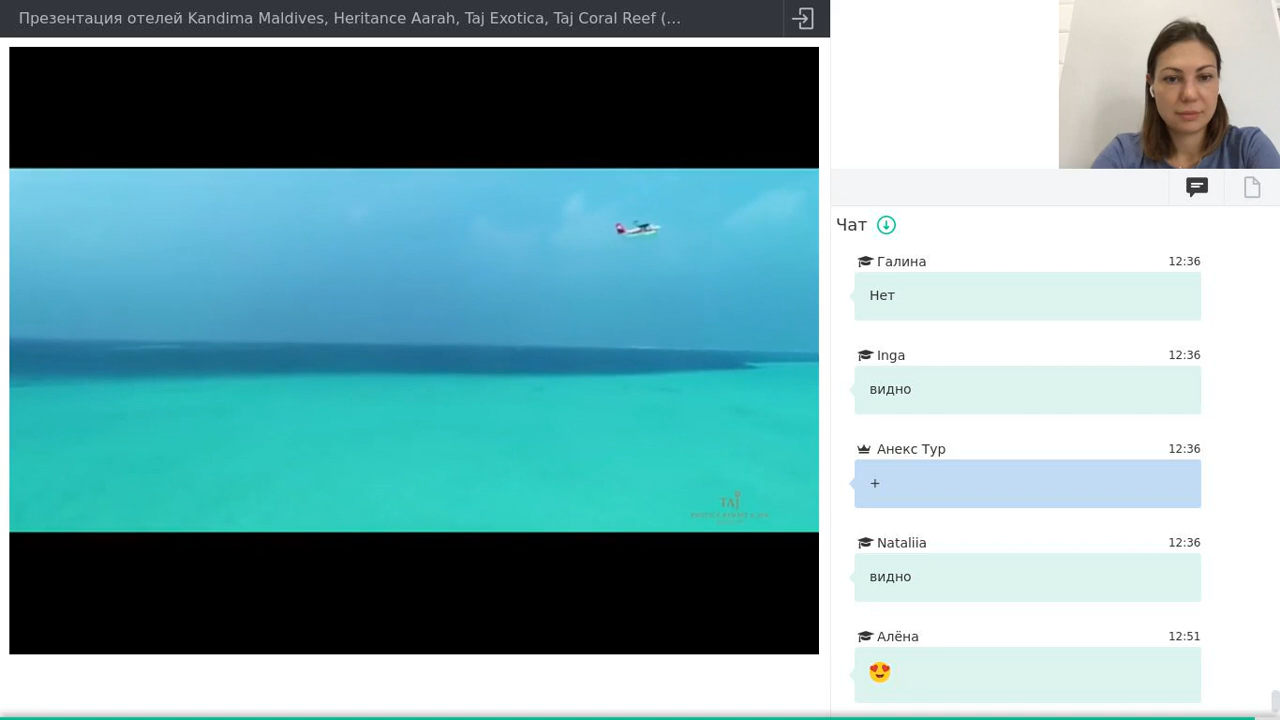 Презентация отелей Kandima Maldives, Heritance Aarah, Taj Exotica, Taj Coral Reef (...
TAJ
Чат
Галина 12:36
Нет
Inga 12:36
видно
Анекс Тур 12:36
+
Nataliia 12:36
видно
Алёна 12:51
😍